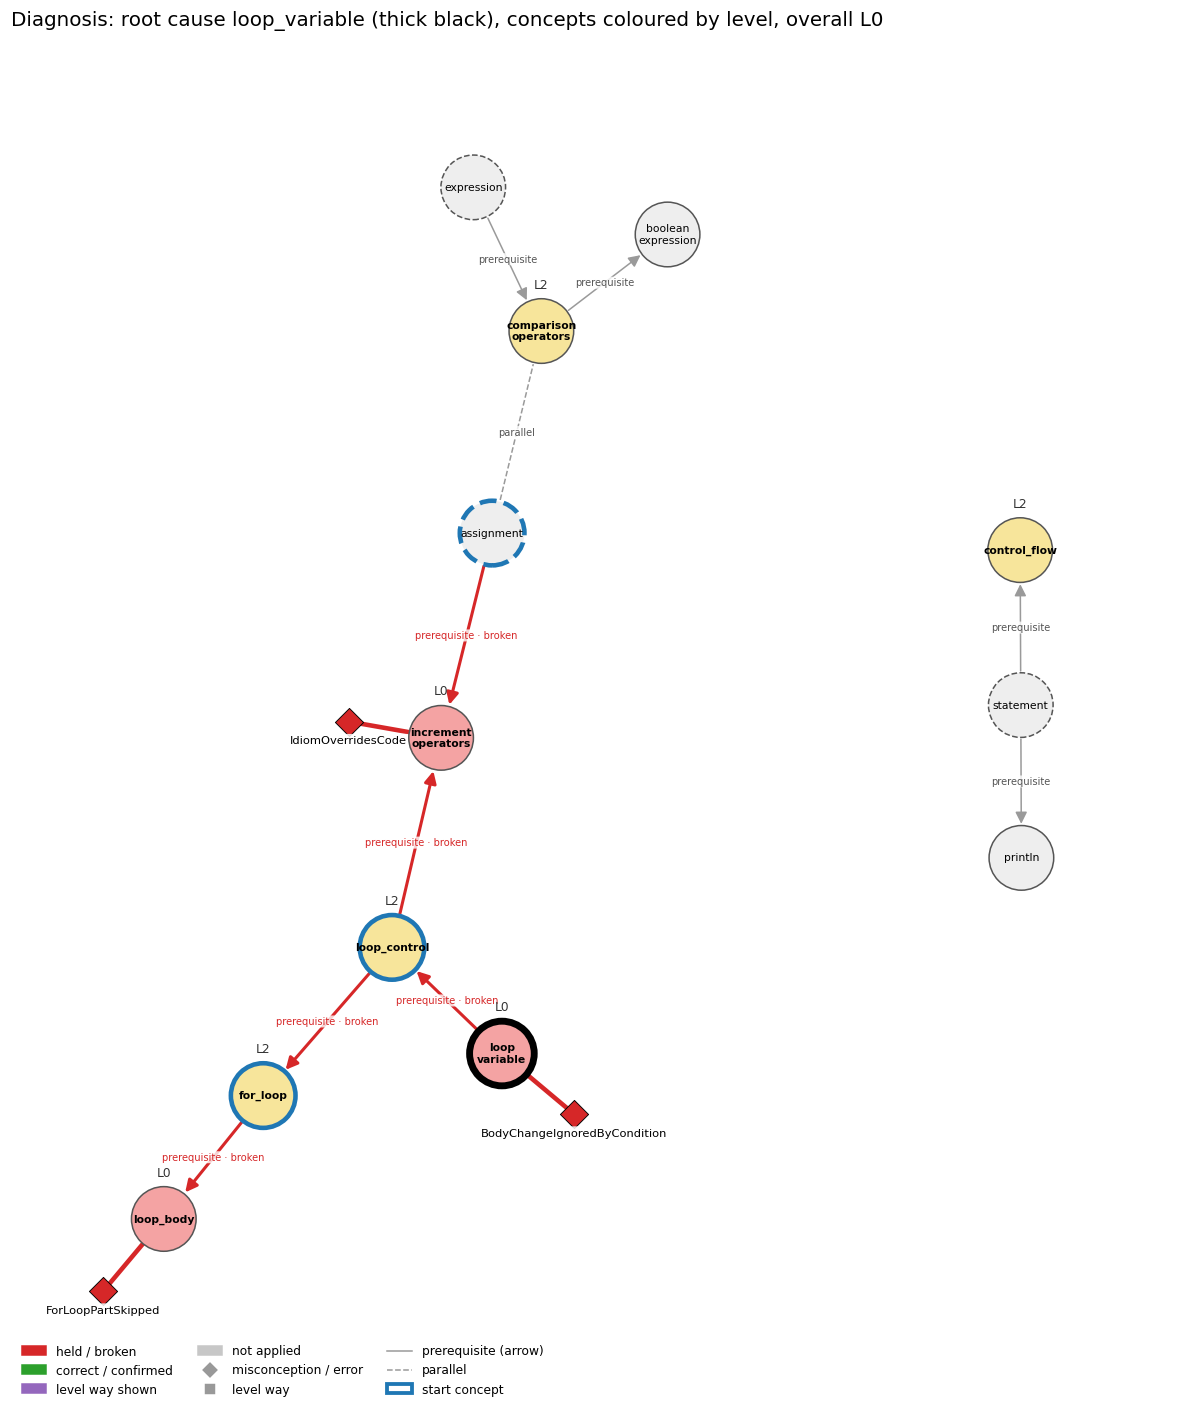 Diagnosis: root cause loop_variable (thick black), concepts coloured by level, overall L0
expression
boolean
expression
prerequisite
prerequisite
L2
comparison
operators
parallel
assignment
prerequisite · broken
L0
IdiomOverridesCode
increment
operators
prerequisite · broken
L2
loop_control
prerequisite · broken
L0
loop
variable
BodyChangeIgnoredByCondition
prerequisite · broken
L2
for_loop
prerequisite · broken
L0
loop_body
ForLoopPartSkipped
L2
control_flow
prerequisite
statement
prerequisite
println
held / broken
correct / confirmed
level way shown
not applied
misconception / error
level way
prerequisite (arrow)
parallel
start concept